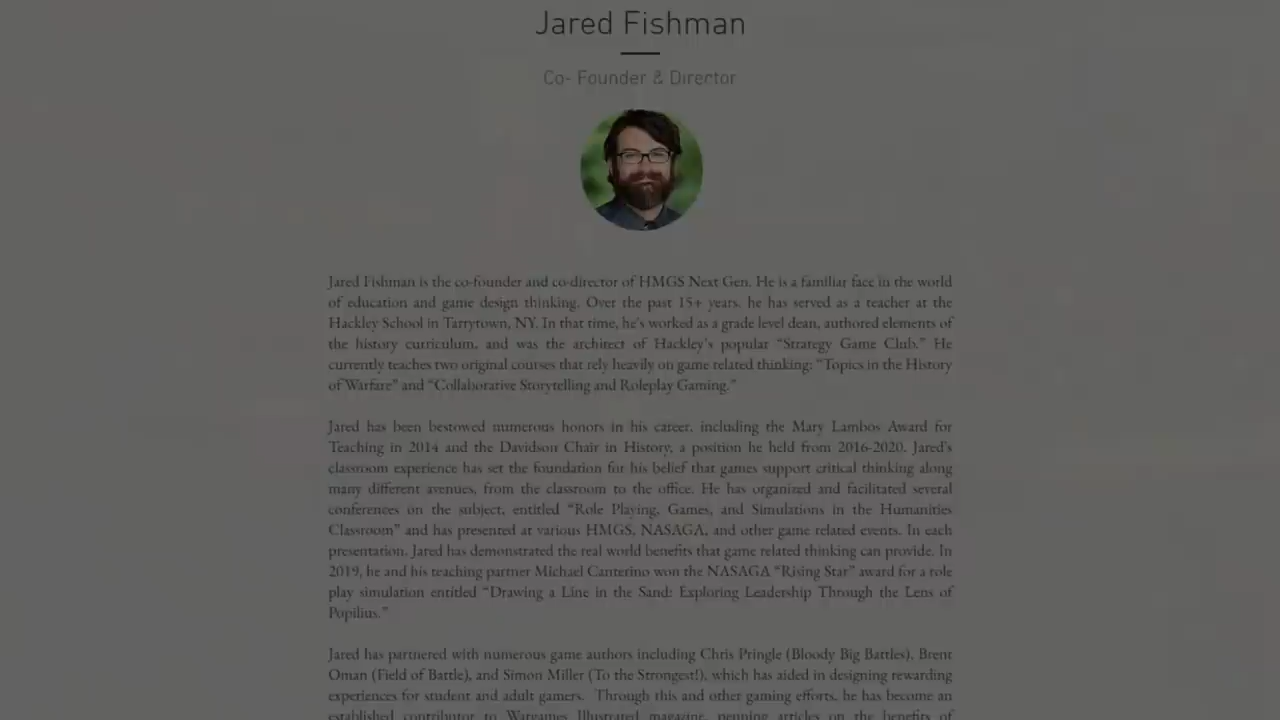 Jared Fishman
Co- Founder & Director
Jared Fishman is the co-founder and co-director of HMGS Next Gen. He is a familiar face in the world
of education and game design thinking. Over the past 15+ years, he has served as a teacher at the
Hackley School in Tarrytown, NY. In that time, he's worked as a grade level dean, authored elements of
the history curriculum, and was the architect of Hackley's popular “Strategy Game Club.” He
currently teaches two original courses that rely heavily on game related thinking: “Topics in the History
of Warfare” and “Collaborative Storytelling and Roleplay Gaming.”
Jared has been bestowed numerous honors in his career, including the Mary Lambos Award for
Teaching in 2014 and the Davidson Chair in History, a position he held from 2016-2020. Jared's
classroom experience has set the foundation for his belief that games support critical thinking along
many different avenues, from the classroom to the office. He has organized and facilitated several
conferences on the subject, entitled “Role Playing, Games, and Simulations in the Humanities
Classroom” and has presented at various HMGS, NASAGA, and other game related events. In each
presentation, Jared has demonstrated the real world benefits that game related thinking can provide. In
2019, he and his teaching partner Michael Canterino won the NASAGA “Rising Star” award for a role
play simulation entitled “Drawing a Line in the Sand: Exploring Leadership Through the Lens of
Popilius.”
Jared has partnered with numerous game authors including Chris Pringle (Bloody Big Battles), Brent
Oman (Field of Battle), and Simon Miller (To the Strongest!), which has aided in designing rewarding
experiences for student and adult gamers. Through this and other gaming efforts, he has become an
established contributor to Wargames Illustrated magazine, penning articles on the benefits of